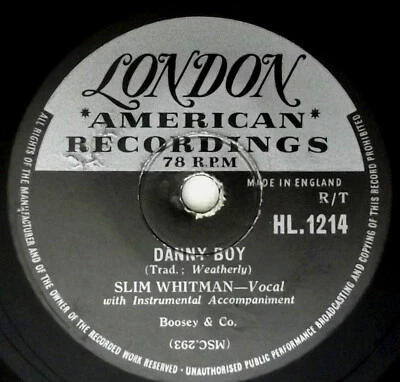 LONDON
*AMERICAN*
RECORDINGS
78 R.P.M
MADE IN ENGLAND
R/T
HL.1214
DANNY BOY
(Trad.; Weatherly)
SLIM WHITMAN—Vocal
with Instrumental Accompaniment
Boosey & Co.
(MSC.293)
ALL RIGHTS OF THE MANUFACTURER AND OF THE OWNER OF THE RECORDED WORK RESERVED - UNAUTHORISED PUBLIC PERFORMANCE BROADCASTING AND COPYING OF THIS RECORD PROHIBITED